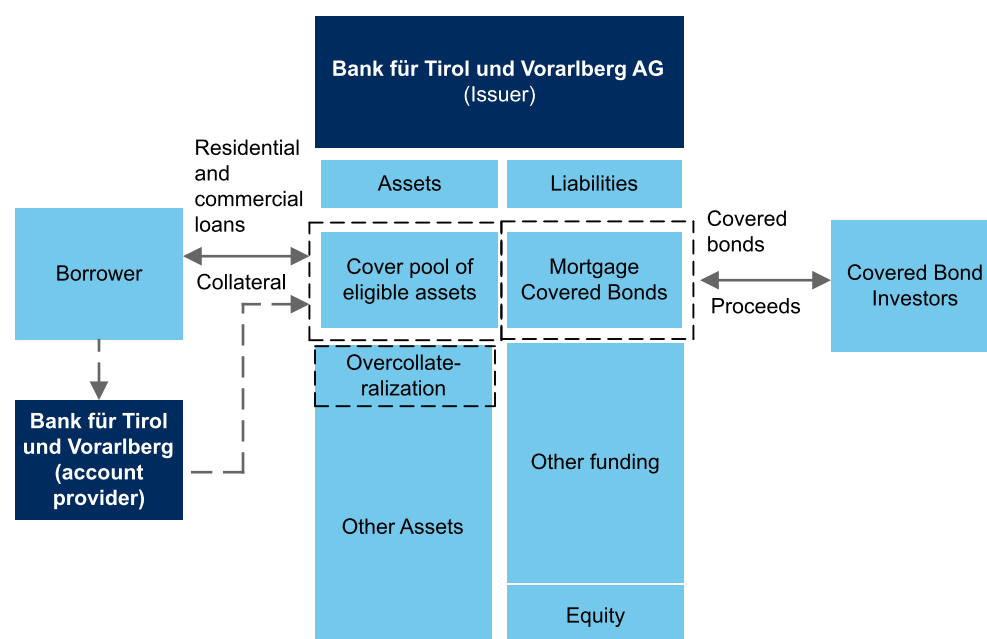 Bank für Tirol und Vorarlberg AG
(Issuer)
Residential
and
commercial
loans
Assets
Liabilities
Borrower
Collateral
Cover pool of
eligible assets
Mortgage
Covered Bonds
Covered
bonds
Proceeds
Covered Bond
Investors
Overcollate-
ralization
Bank für Tirol
und Vorarlberg
(account
provider)
Other funding
Other Assets
Equity